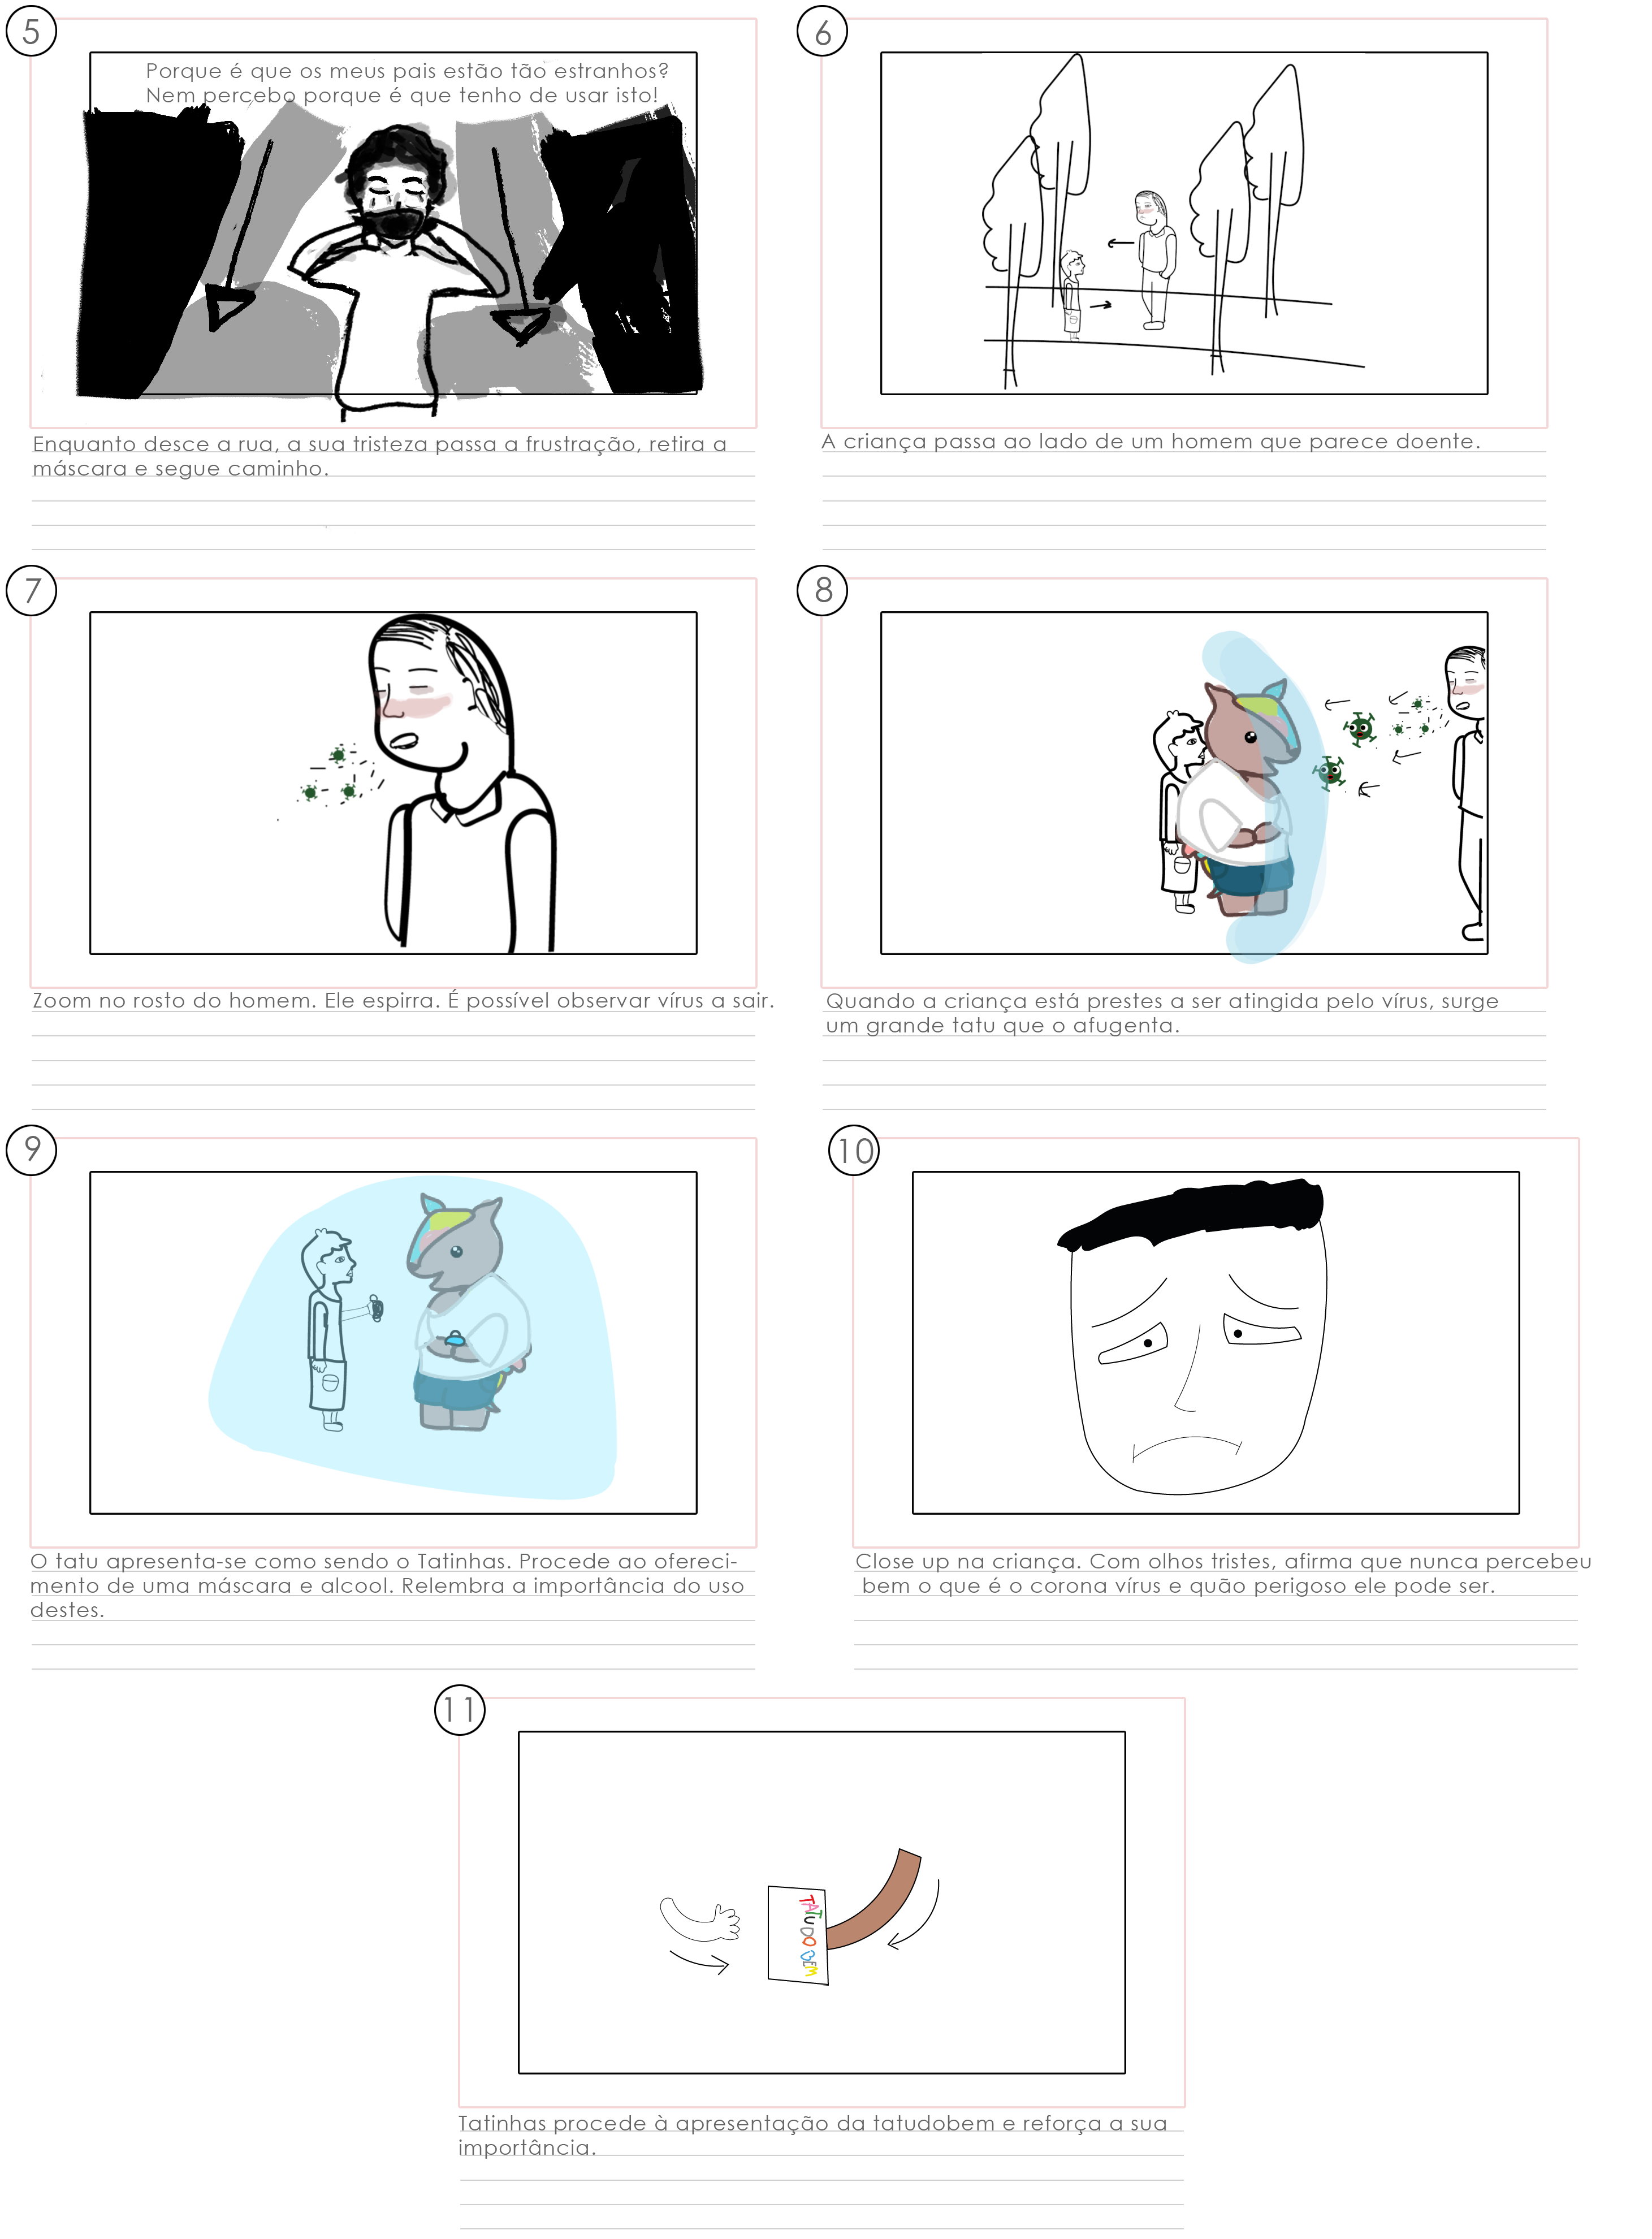 5
Porque é que os meus pais estão tão estranhos?
Nem percebo porque é que tenho de usar isto!
Enquanto desce a rua, a sua tristeza passa a frustração, retira a
máscara e segue caminho.
6
A criança passa ao lado de um homem que parece doente.
7
Zoom no rosto do homem. Ele espirra. É possível observar vírus a sair.
8
Quando a criança está prestes a ser atingida pelo vírus, surge
um grande tatu que o afugenta.
9
O tatu apresenta-se como sendo o Tatinhas. Procede ao ofereci-
mento de uma máscara e alcool. Relembra a importância do uso
destes.
10
Close up na criança. Com olhos tristes, afirma que nunca percebeu
bem o que é o corona vírus e quão perigoso ele pode ser.
11
TATUDO BEM
Tatinhas procede à apresentação da tatudobem e reforça a sua
importância.